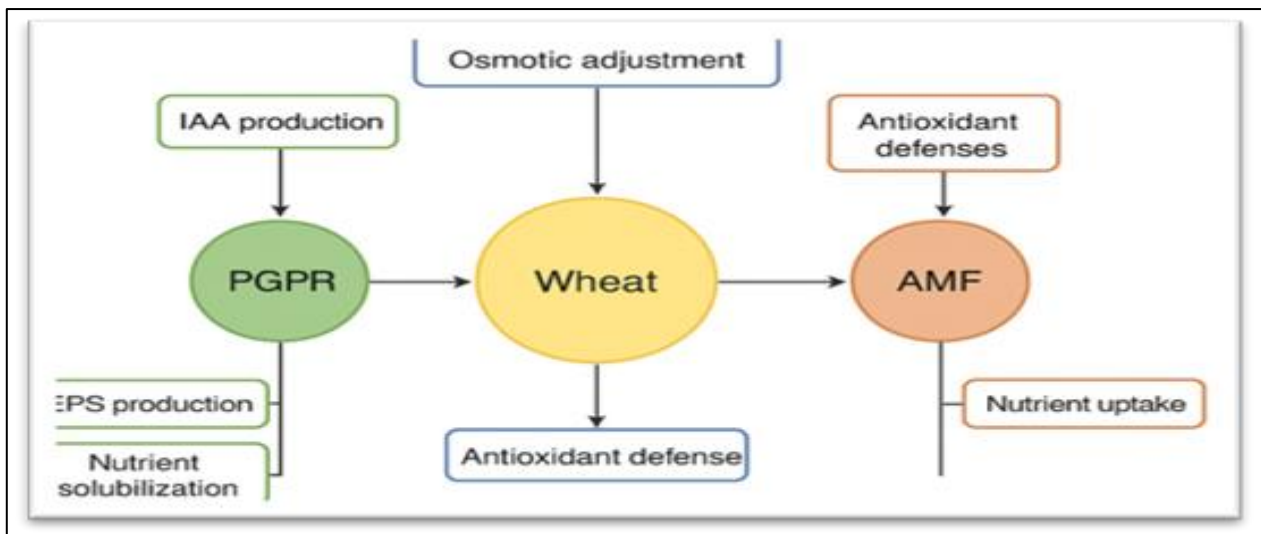 Osmotic adjustment
IAA production
Antioxidant
defenses
PGPR
Wheat
AMF
EPS production
Nutrient uptake
Antioxidant defense
Nutrient
solubilization